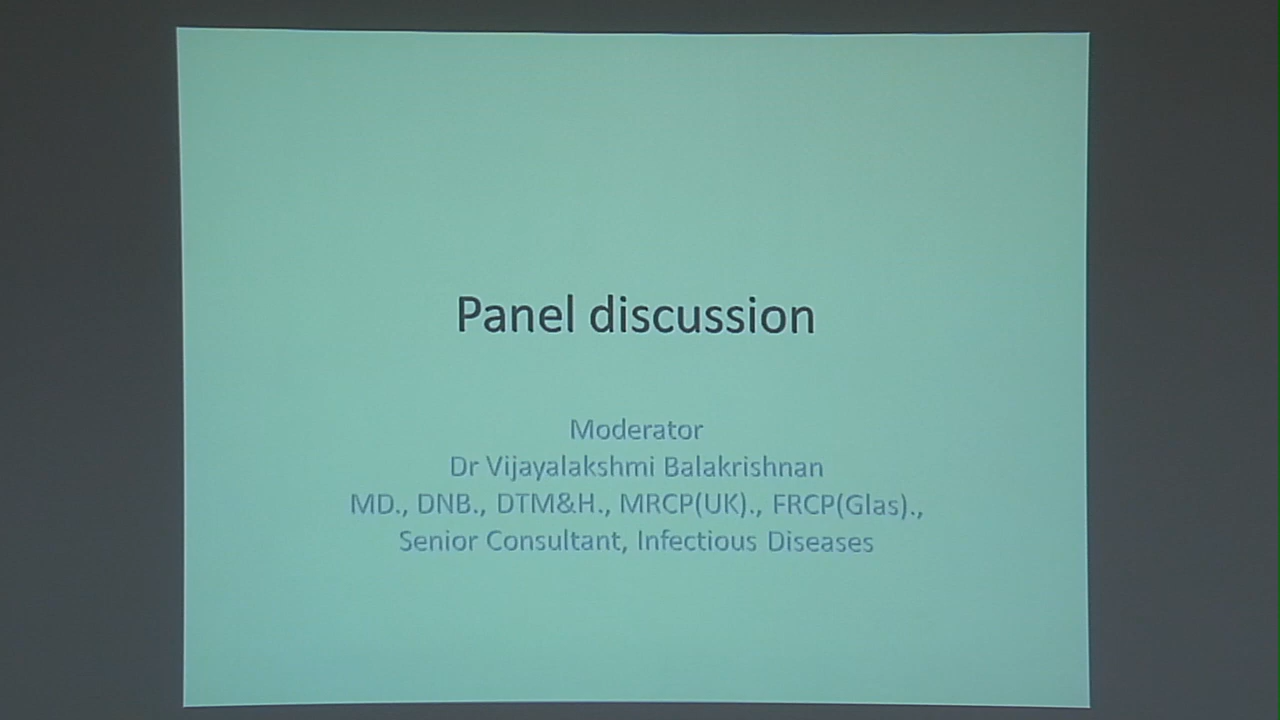 Panel discussion
Moderator
Dr Vijayalakshmi Balakrishnan
MD., DNB., DTM&H., MRCP(UK)., FRCP(Glas).,
Senior Consultant, Infectious Diseases